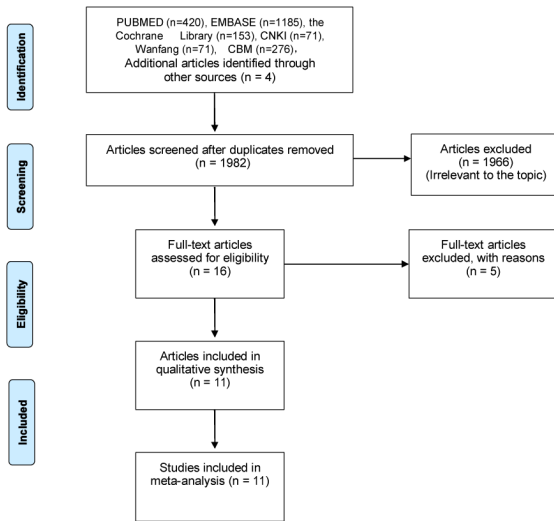 Identification
PUBMED (n=420), EMBASE (n=1185), the
Cochrane Library (n=153), CNKI (n=71),
Wanfang (n=71), CBM (n=276),
Additional articles identified through
other sources (n = 4)
Screening
Articles screened after duplicates removed
(n = 1982)
Articles excluded
(n = 1966)
(Irrelevant to the topic)
Eligibility
Full-text articles
assessed for eligibility
(n = 16)
Full-text articles
excluded, with reasons
(n = 5)
Included
Articles included in
qualitative synthesis
(n = 11)
Studies included in
meta-analysis (n = 11)